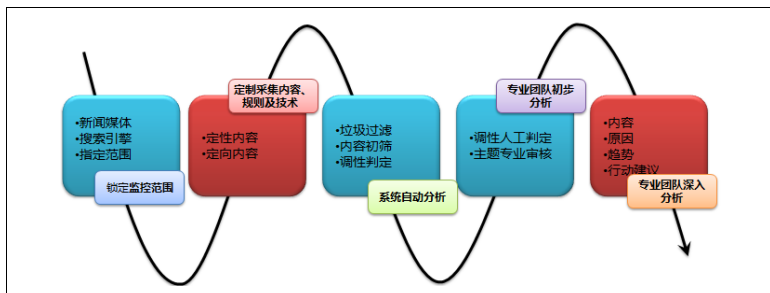 •新闻媒体
•搜索引擎
•指定范围
锁定监控范围
定制采集内容、
规则及技术
•定性内容
•定向内容
•垃圾过滤
•内容初筛
•调性判定
系统自动分析
专业团队初步
分析
•调性人工判定
•主题专业审核
•内容
•原因
•趋势
•行动建议
专业团队深入
分析